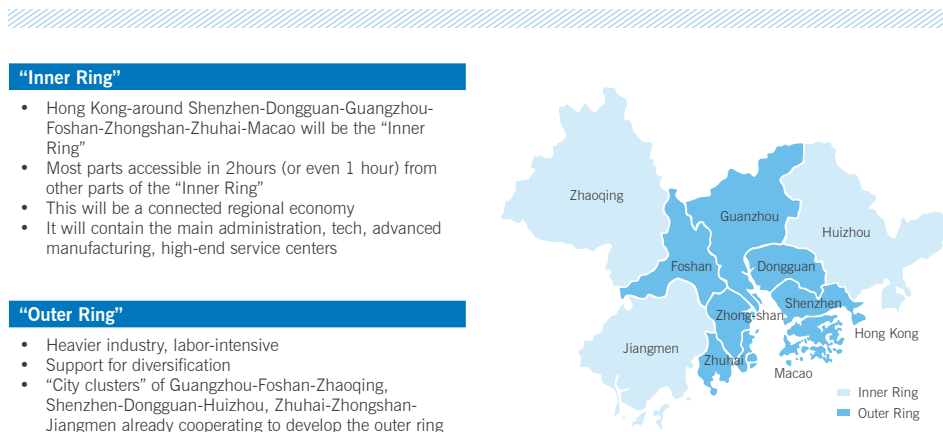 “Inner Ring”
• Hong Kong-around Shenzhen-Dongguan-Guangzhou-
Foshan-Zhongshan-Zhuhai-Macao will be the “Inner
Ring”
• Most parts accessible in 2hours (or even 1 hour) from
other parts of the “Inner Ring”
• This will be a connected regional economy
• It will contain the main administration, tech, advanced
manufacturing, high-end service centers
“Outer Ring”
• Heavier industry, labor-intensive
• Support for diversification
• “City clusters” of Guangzhou-Foshan-Zhaoqing,
Shenzhen-Dongguan-Huizhou, Zhuhai-Zhongshan-
Jiangmen already cooperating to develop the outer ring
Zhaoqing
Guanzhou
Huizhou
Foshan
Dongguan
Shenzhen
Zhong-shan
Hong Kong
Jiangmen
Zhuhai
Macao
Inner Ring
Outer Ring